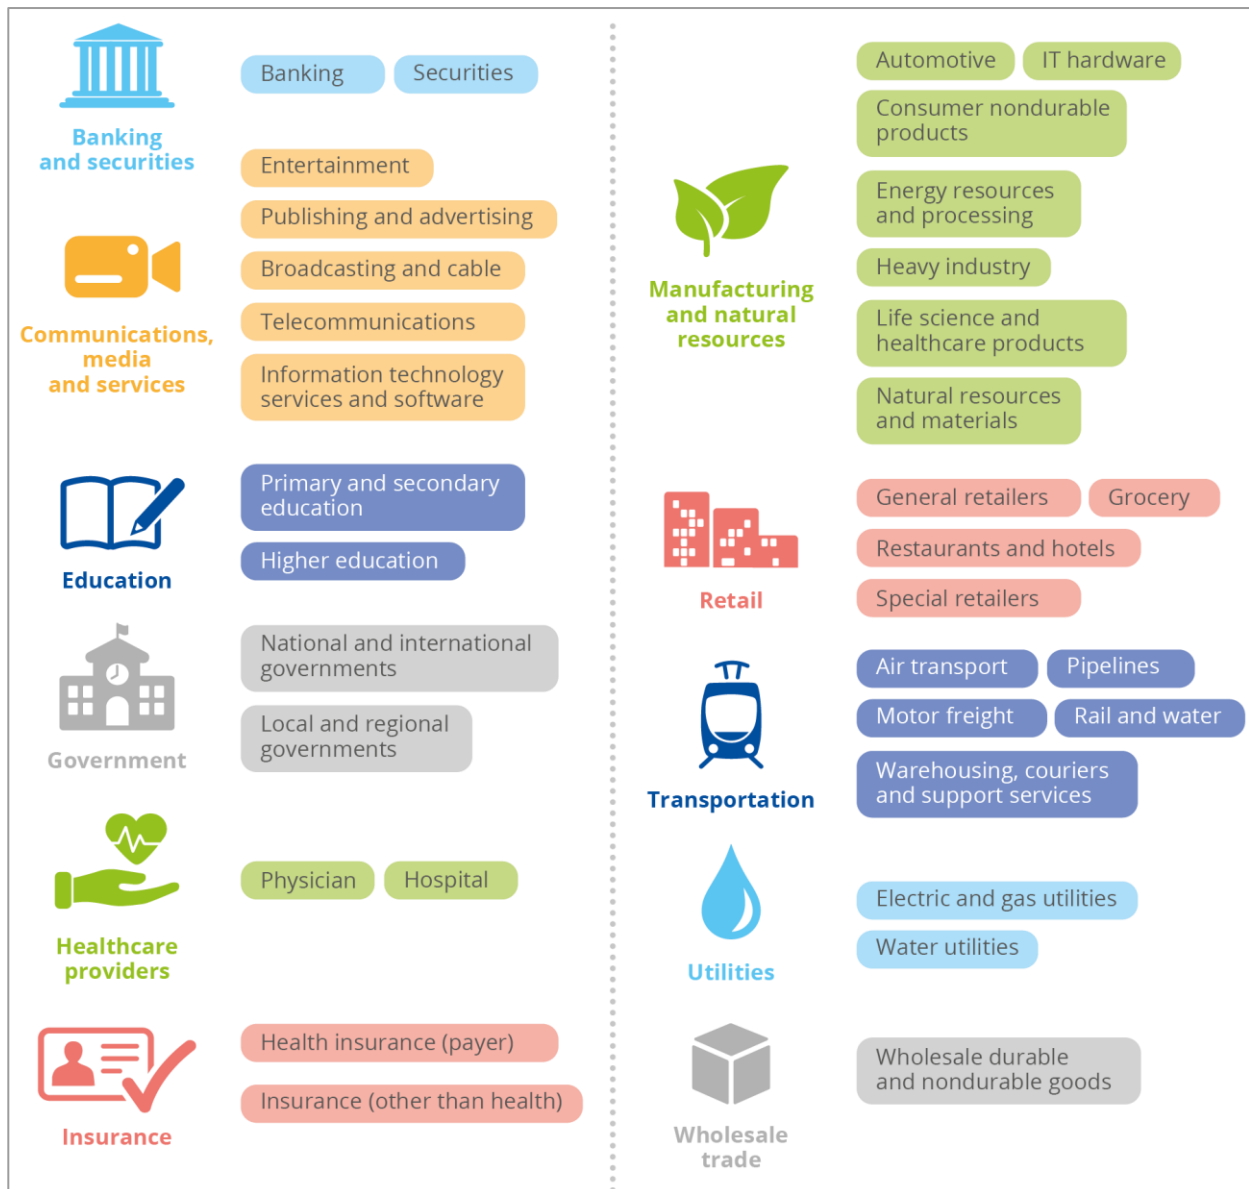 Banking
and securities
Banking
Securities
Communications,
media
and services
Entertainment
Publishing and advertising
Broadcasting and cable
Telecommunications
Information technology
services and software
Education
Primary and secondary
education
Higher education
Government
National and international
governments
Local and regional
governments
Healthcare
providers
Physician
Hospital
Insurance
Health insurance (payer)
Insurance (other than health)
Manufacturing
and natural
resources
Automotive
IT hardware
Consumer nondurable
products
Energy resources
and processing
Heavy industry
Life science and
healthcare products
Natural resources
and materials
Retail
General retailers
Grocery
Restaurants and hotels
Special retailers
Transportation
Air transport
Pipelines
Motor freight
Rail and water
Warehousing, couriers
and support services
Utilities
Electric and gas utilities
Water utilities
Wholesale
trade
Wholesale durable
and nondurable goods